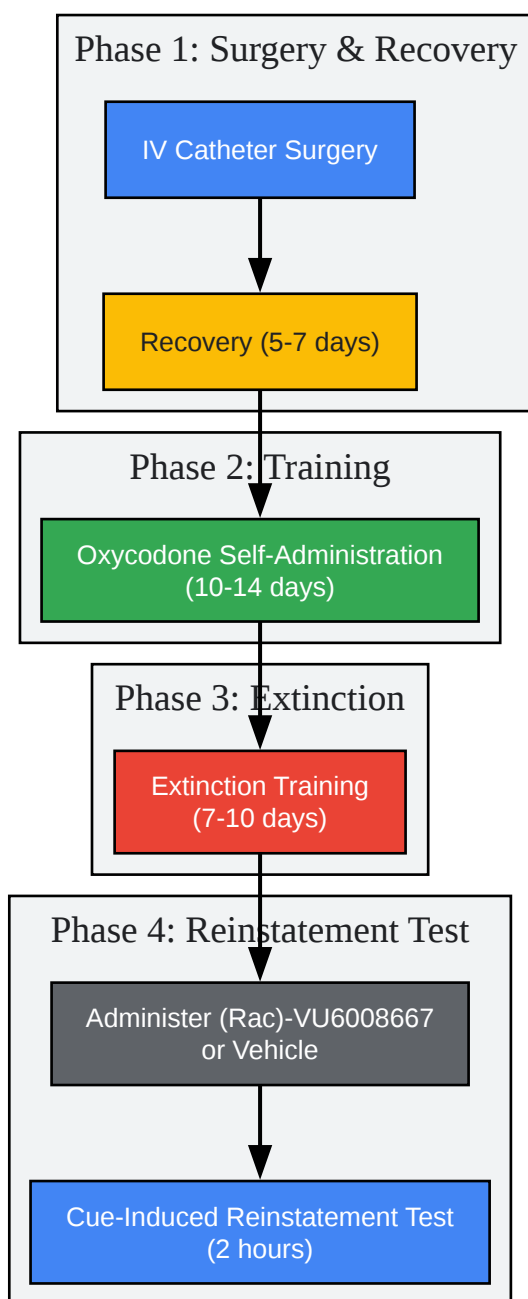 Phase 1: Surgery & Recovery
IV Catheter Surgery
Recovery (5-7 days)
Phase 2: Training
Oxycodone Self-Administration
(10-14 days)
Phase 3: Extinction
Extinction Training
(7-10 days)
Phase 4: Reinstatement Test
Administer (Rac)-VU6008667
or Vehicle
Cue-Induced Reinstatement Test
(2 hours)